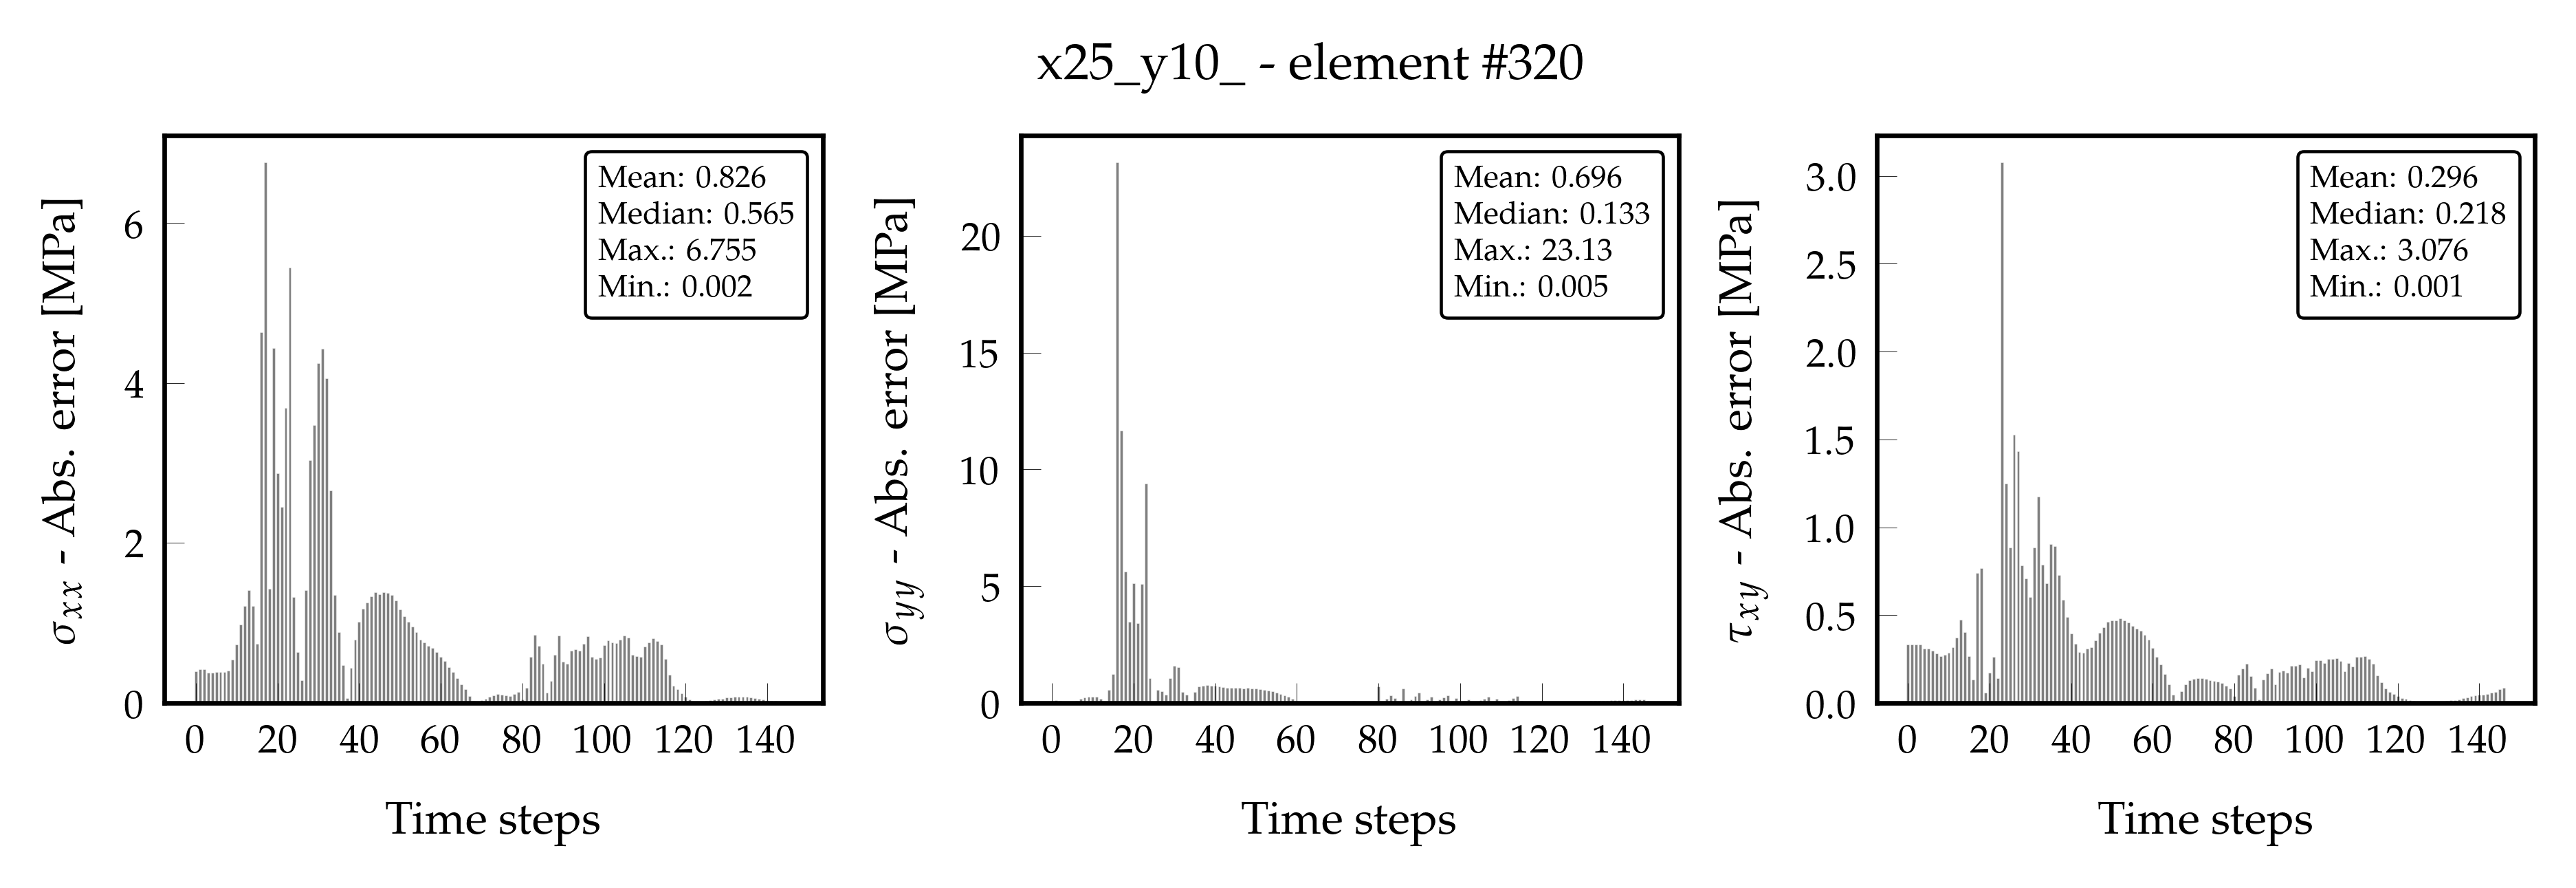 x25_y10_ - element #320
σxx - Abs. error [MPa]
6
4
2
0
0 20 40 60 80 100 120 140
Time steps
Mean: 0.826
Median: 0.565
Max.: 6.755
Min.: 0.002
σyy - Abs. error [MPa]
20
15
10
5
0
0 20 40 60 80 100 120 140
Time steps
Mean: 0.696
Median: 0.133
Max.: 23.13
Min.: 0.005
τxy - Abs. error [MPa]
3.0
2.5
2.0
1.5
1.0
0.5
0.0
0 20 40 60 80 100 120 140
Time steps
Mean: 0.296
Median: 0.218
Max.: 3.076
Min.: 0.001